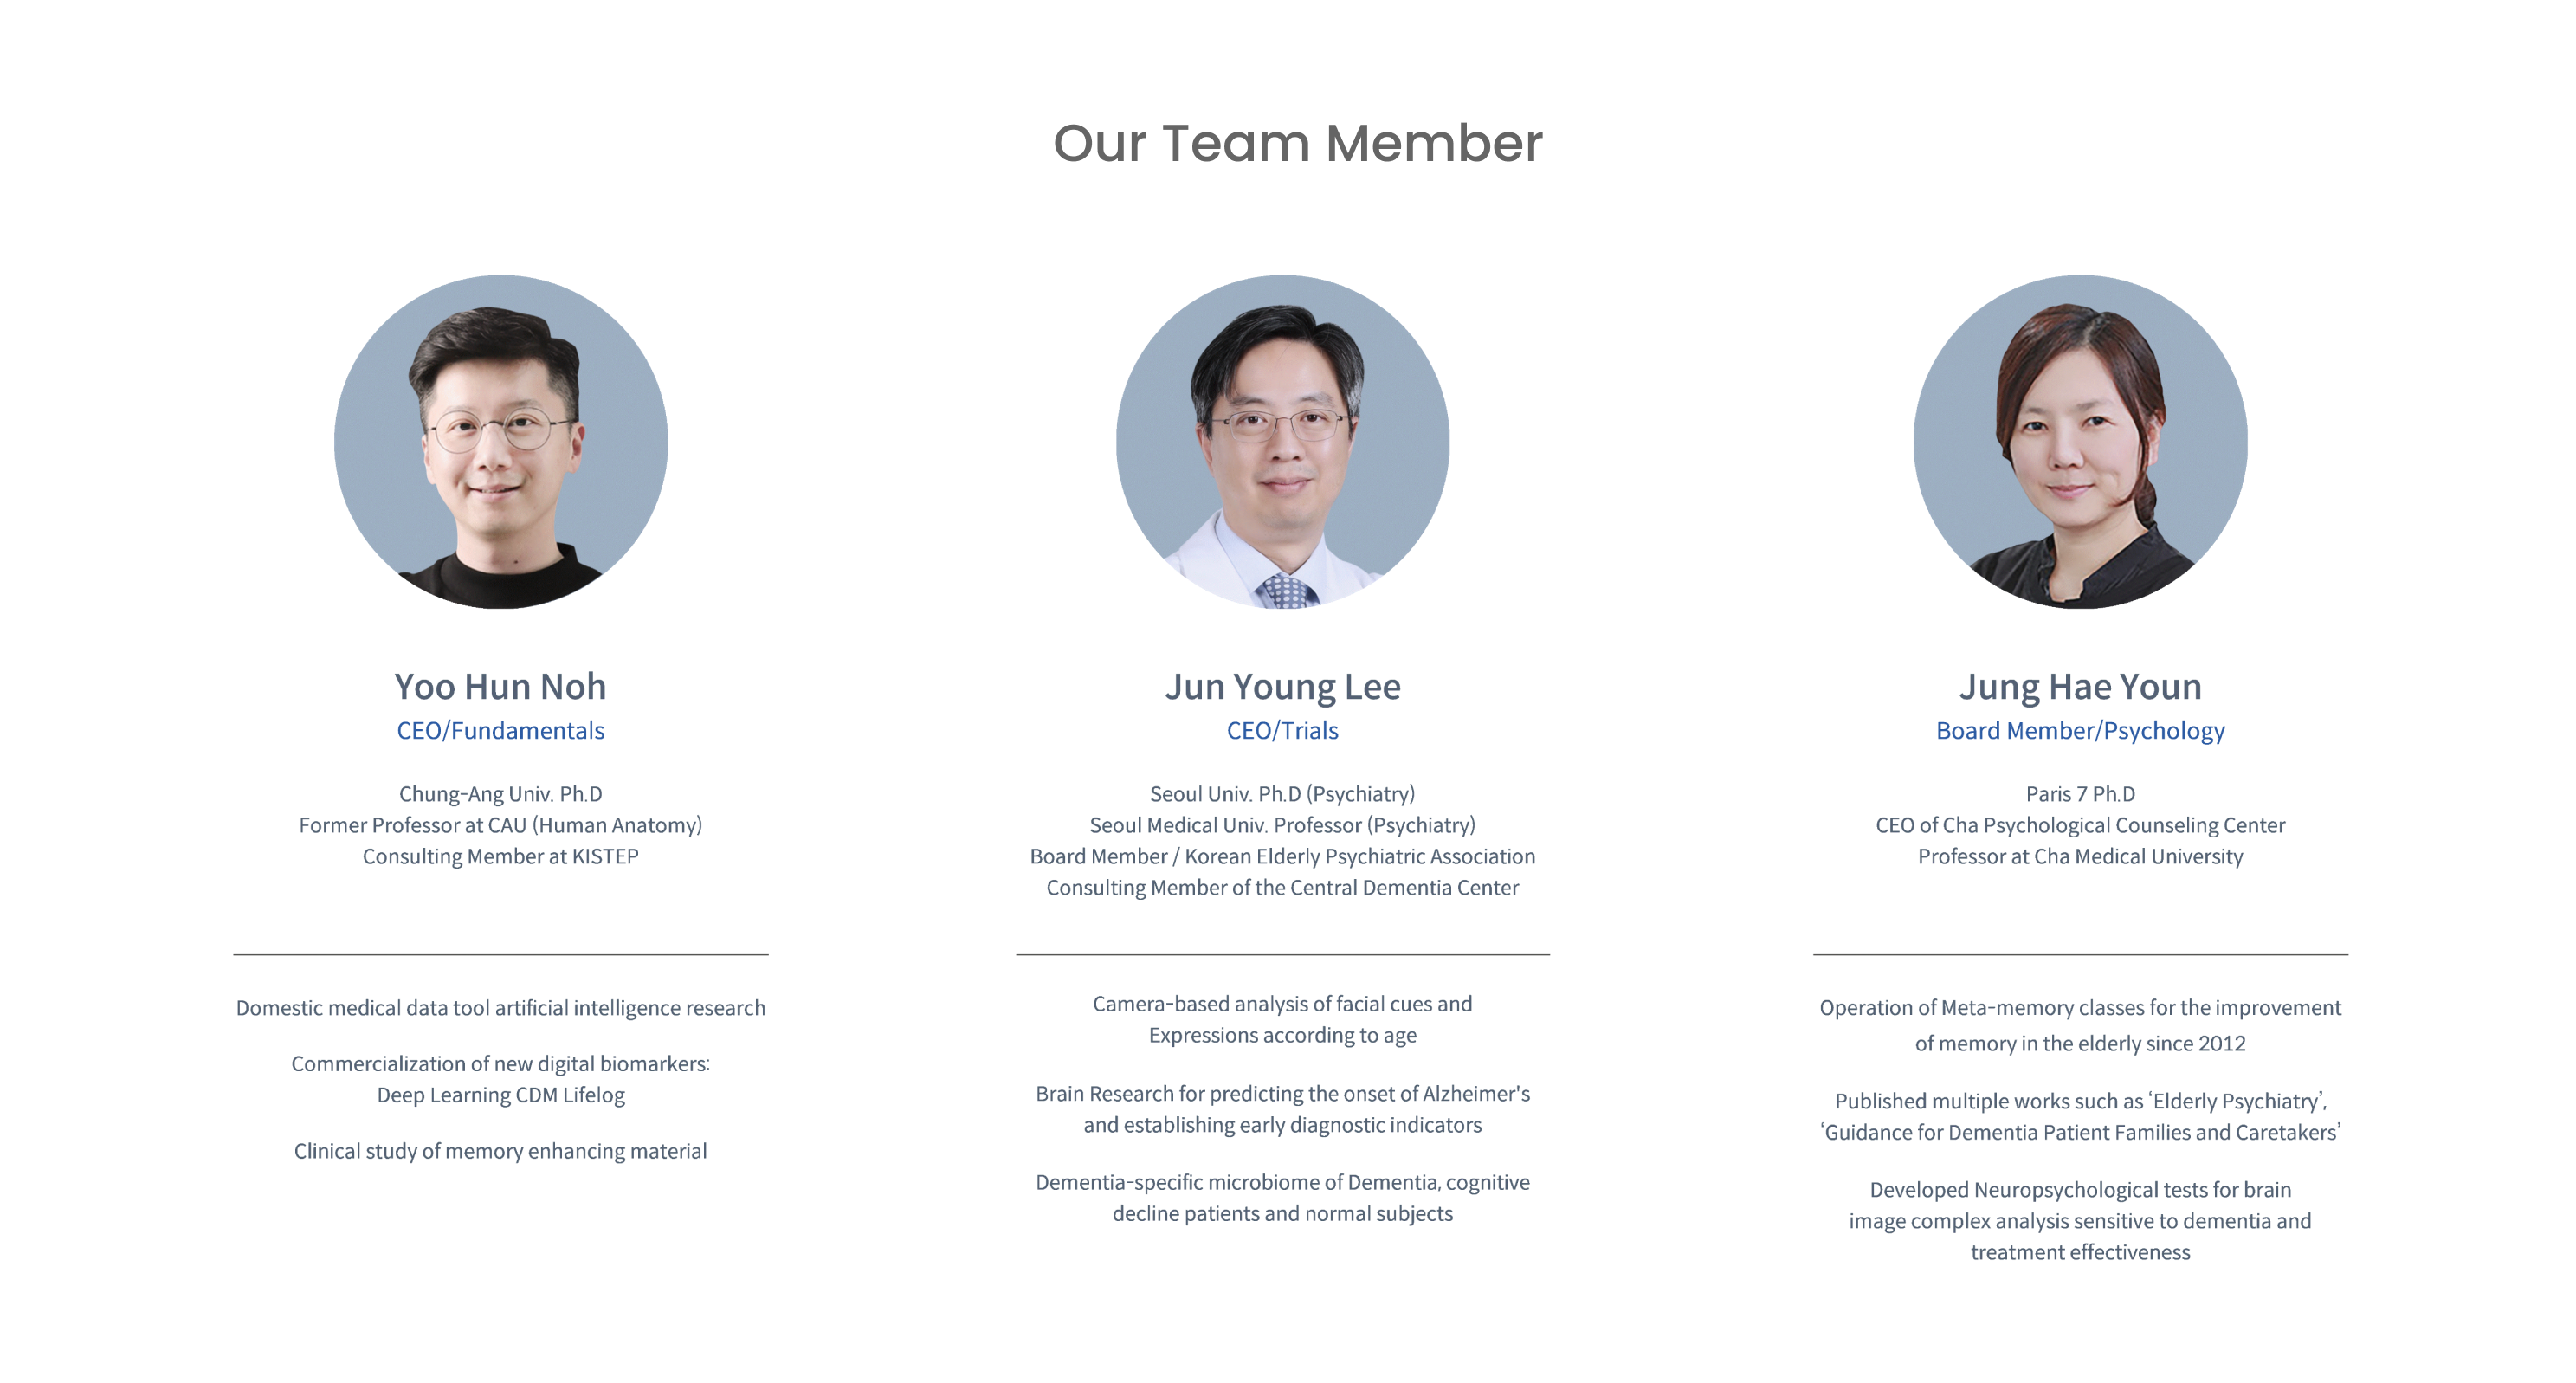 Our Team Member
Yoo Hun Noh
CEO/Fundamentals
Chung-Ang Univ. Ph.D
Former Professor at CAU (Human Anatomy)
Consulting Member at KISTEP
Domestic medical data tool artificial intelligence research
Commercialization of new digital biomarkers:
Deep Learning CDM Lifelog
Clinical study of memory enhancing material
Jun Young Lee
CEO/Trials
Seoul Univ. Ph.D (Psychiatry)
Seoul Medical Univ. Professor (Psychiatry)
Board Member / Korean Elderly Psychiatric Association
Consulting Member of the Central Dementia Center
Camera-based analysis of facial cues and
Expressions according to age
Brain Research for predicting the onset of Alzheimer's
and establishing early diagnostic indicators
Dementia-specific microbiome of Dementia, cognitive
decline patients and normal subjects
Jung Hae Youn
Board Member/Psychology
Paris 7 Ph.D
CEO of Cha Psychological Counseling Center
Professor at Cha Medical University
Operation of Meta-memory classes for the improvement
of memory in the elderly since 2012
Published multiple works such as ‘Elderly Psychiatry’,
‘Guidance for Dementia Patient Families and Caretakers’
Developed Neuropsychological tests for brain
image complex analysis sensitive to dementia and
treatment effectiveness